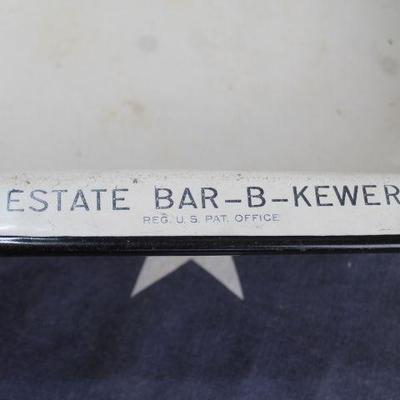 ESTATE BAR-B-KEWER
REG. U. S. PAT. OFFICE